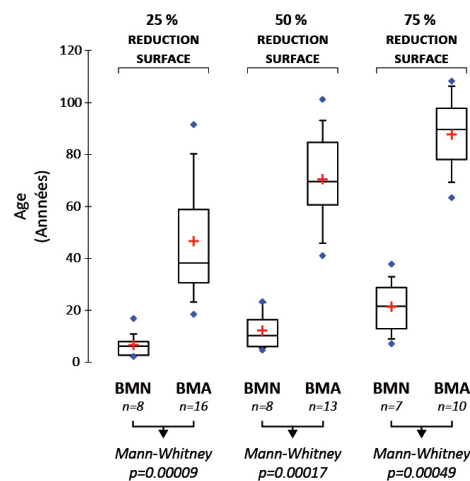 25 % 50 % 75 %
REDUCTION REDUCTION REDUCTION
SURFACE SURFACE SURFACE
120
100
80
60
40
20
0
Age
(Annnées)
BMN BMA BMN BMA BMN BMA
n=8 n=16 n=8 n=13 n=7 n=10
Mann-Whitney Mann-Whitney Mann-Whitney
p=0.00009 p=0.00017 p=0.00049